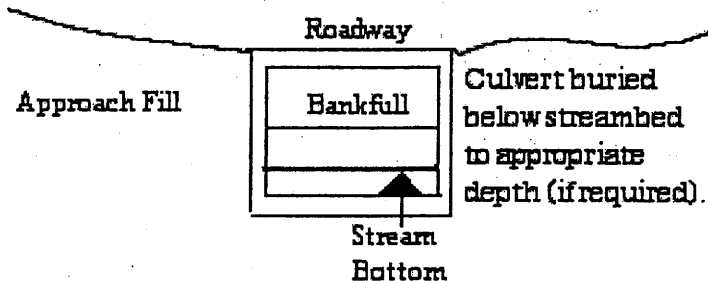 Roadway
Approach Fill
Bankfull
Culvert buried
below streambed
to appropriate
depth (if required).
Stream
Bottom